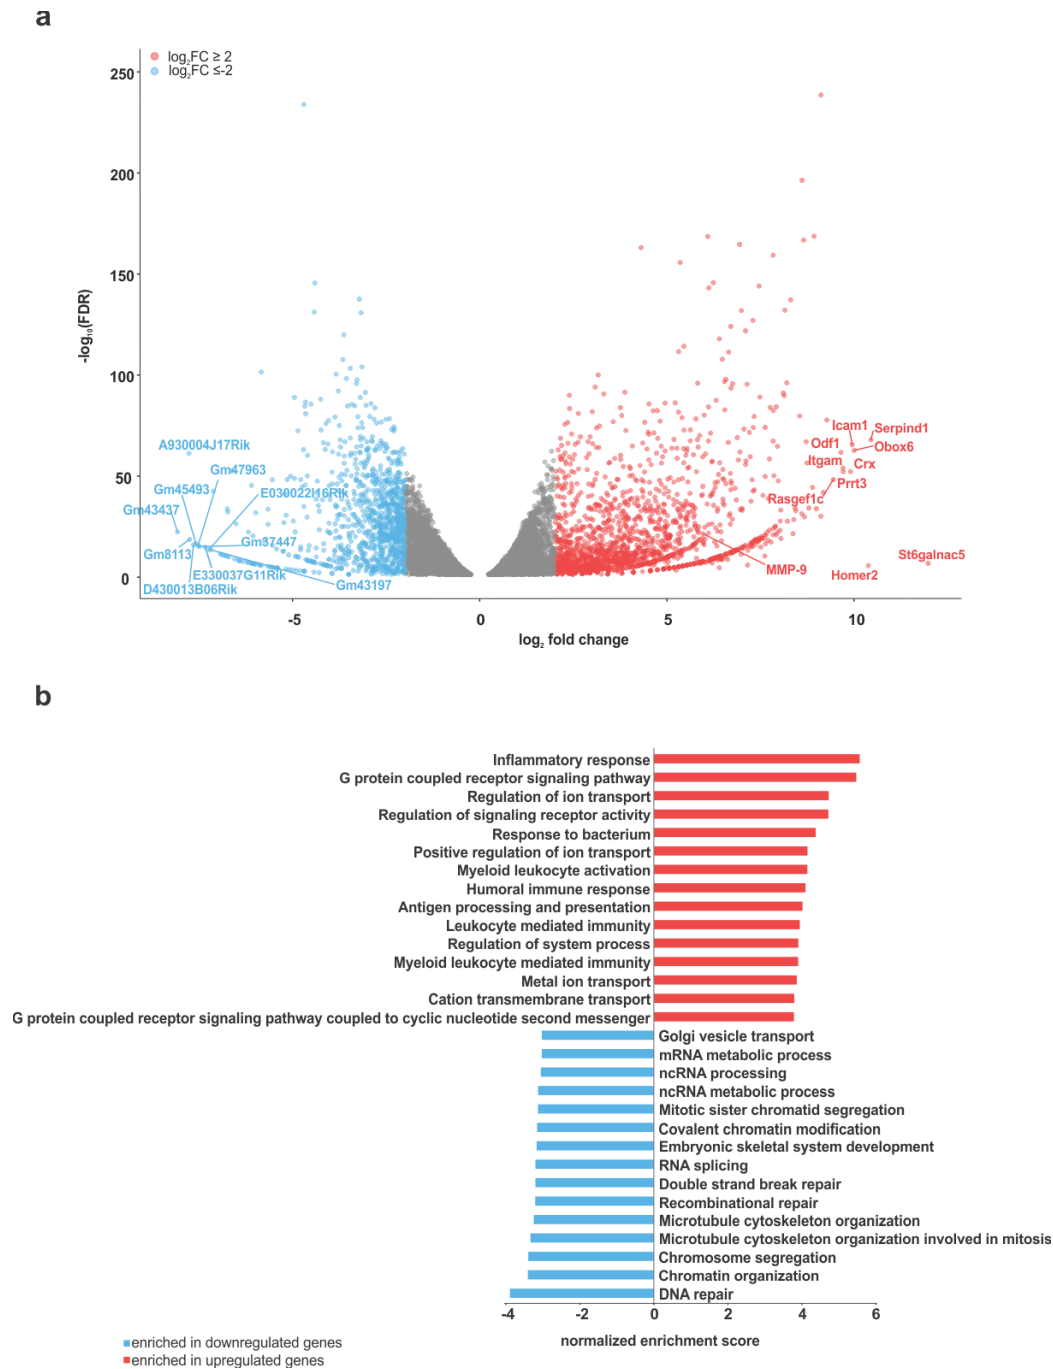 a
log₂FC ≥ 2
log₂FC ≤-2
250
200
150
100
50
0
-log₁₀(FDR)
A930004J17Rik
Gm47963
Gm45493
E030022I16Rik
Gm43437
Gm37447
Gm8113
E330037G11Rik
D430013B06Rik
Gm43197
Icam1
Serpind1
Odf1
Obox6
Itgam
Crx
Prrt3
Rasgef1c
MMP-9
St6galnac5
Homer2
-5
0
5
10
log₂ fold change
b
Inflammatory response
G protein coupled receptor signaling pathway
Regulation of ion transport
Regulation of signaling receptor activity
Response to bacterium
Positive regulation of ion transport
Myeloid leukocyte activation
Humoral immune response
Antigen processing and presentation
Leukocyte mediated immunity
Regulation of system process
Myeloid leukocyte mediated immunity
Metal ion transport
Cation transmembrane transport
G protein coupled receptor signaling pathway coupled to cyclic nucleotide second messenger
Golgi vesicle transport
mRNA metabolic process
ncRNA processing
ncRNA metabolic process
Mitotic sister chromatid segregation
Covalent chromatin modification
Embryonic skeletal system development
RNA splicing
Double strand break repair
Recombinational repair
Microtubule cytoskeleton organization
Microtubule cytoskeleton organization involved in mitosis
Chromosome segregation
Chromatin organization
DNA repair
-4
-2
0
2
4
6
normalized enrichment score
enriched in downregulated genes
enriched in upregulated genes